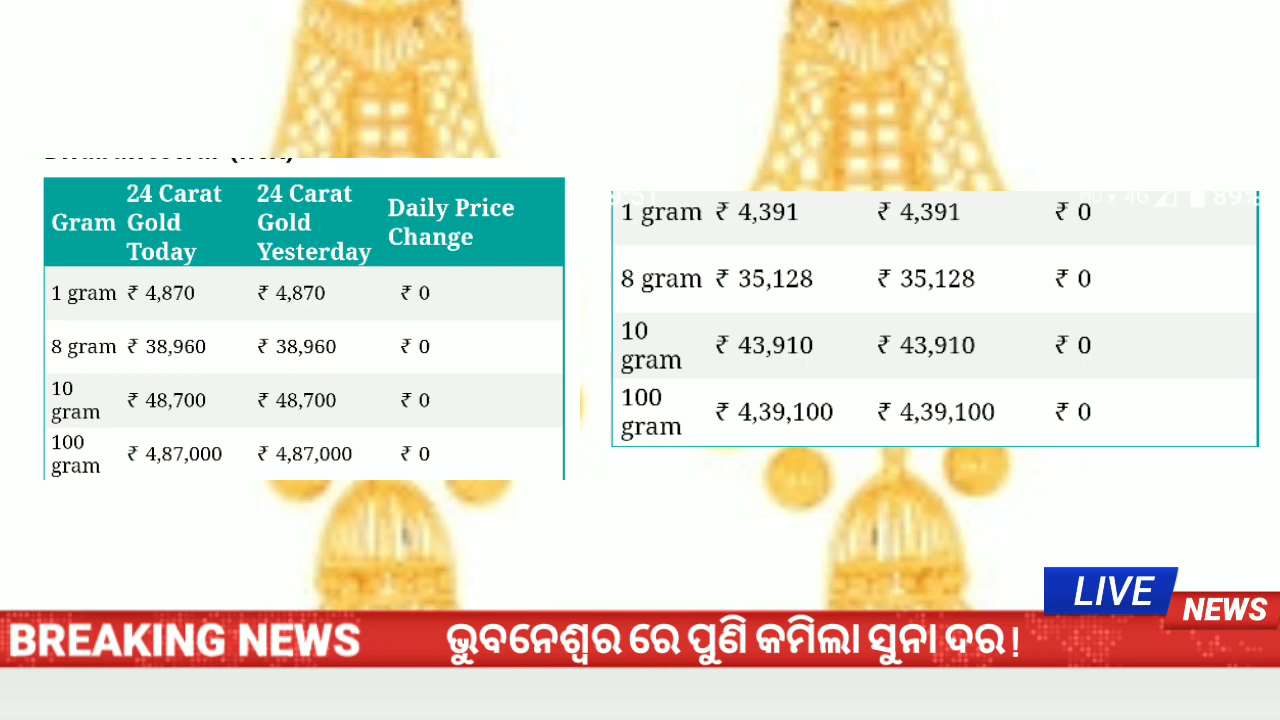 24 Carat 24 Carat Daily Price
Gram Gold Gold Change
Today Yesterday
1 gram ₹ 4,870 ₹ 4,870 ₹ 0
8 gram ₹ 38,960 ₹ 38,960 ₹ 0
10 gram ₹ 48,700 ₹ 48,700 ₹ 0
100 gram ₹ 4,87,000 ₹ 4,87,000 ₹ 0
4G 89%
1 gram ₹ 4,391 ₹ 4,391 ₹ 0
8 gram ₹ 35,128 ₹ 35,128 ₹ 0
10 gram ₹ 43,910 ₹ 43,910 ₹ 0
100 gram ₹ 4,39,100 ₹ 4,39,100 ₹ 0
LIVE
NEWS
BREAKING NEWS ଭୁବନେଶ୍ୱର ରେ ପୁଣି କମିଲା ସୁନା ଦର!